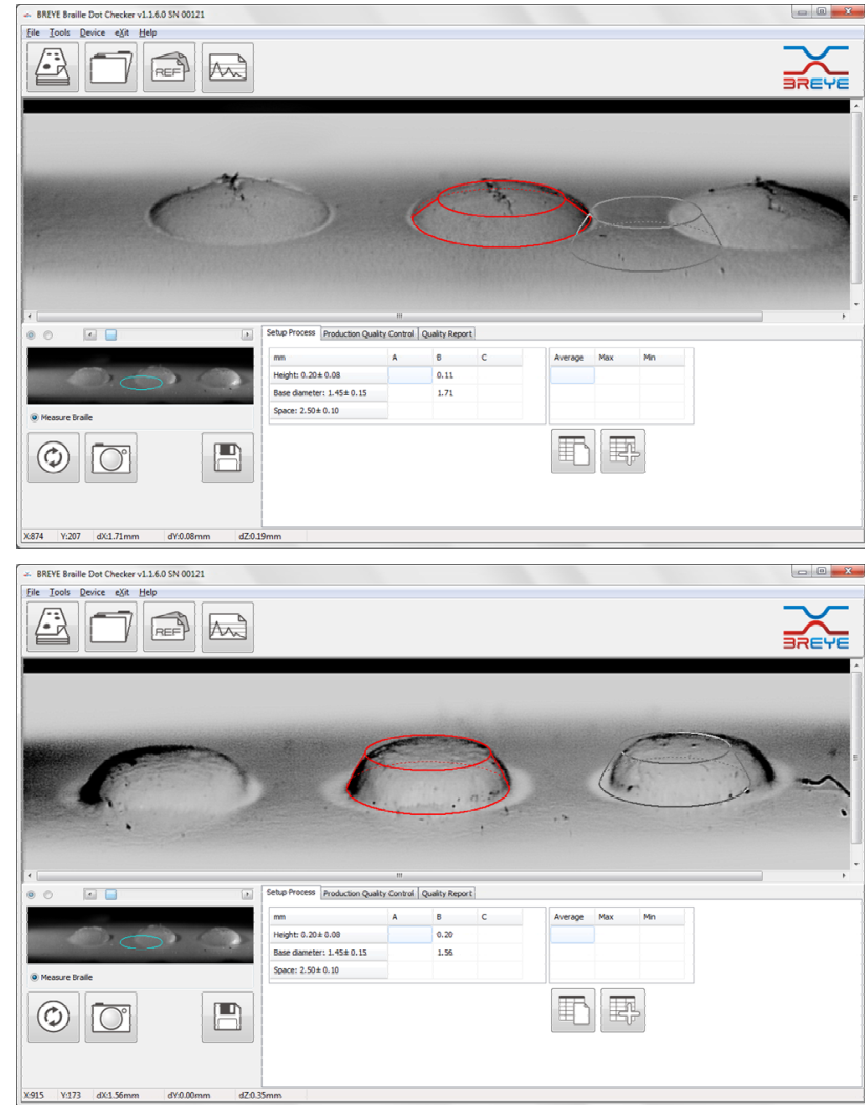 BREYE Braille Dot Checker v1.1.6.0 SN 00121
File Tools Device eXit Help
REF
BREYE
Setup Process Production Quality Control Quality Report
mm A B C Average Max Min
Height: 0.20± 0.08 0.11
Base diameter: 1.45± 0.15 1.71
Space: 2.50± 0.10
Measure Braille
X:874 Y:207 dX:1.71mm dY:0.08mm dZ:0.19mm
BREYE Braille Dot Checker v1.1.6.0 SN 00121
File Tools Device eXit Help
REF
BREYE
Setup Process Production Quality Control Quality Report
mm A B C Average Max Min
Height: 0.20± 0.08 0.20
Base diameter: 1.45± 0.15 1.56
Space: 2.50± 0.10
Measure Braille
X:915 Y:173 dX:1.56mm dY:0.00mm dZ:0.35mm